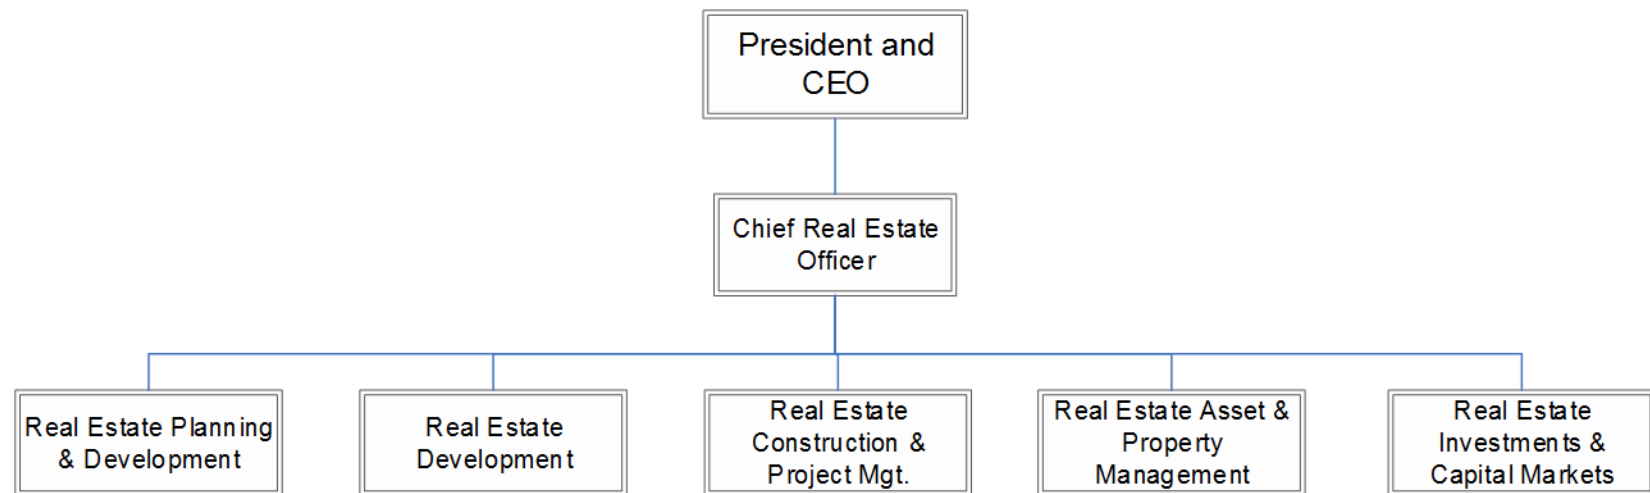 President and
CEO
Chief Real Estate
Officer
Real Estate Planning
& Development
Real Estate
Development
Real Estate
Construction &
Project Mgt.
Real Estate Asset &
Property
Management
Real Estate
Investments &
Capital Markets